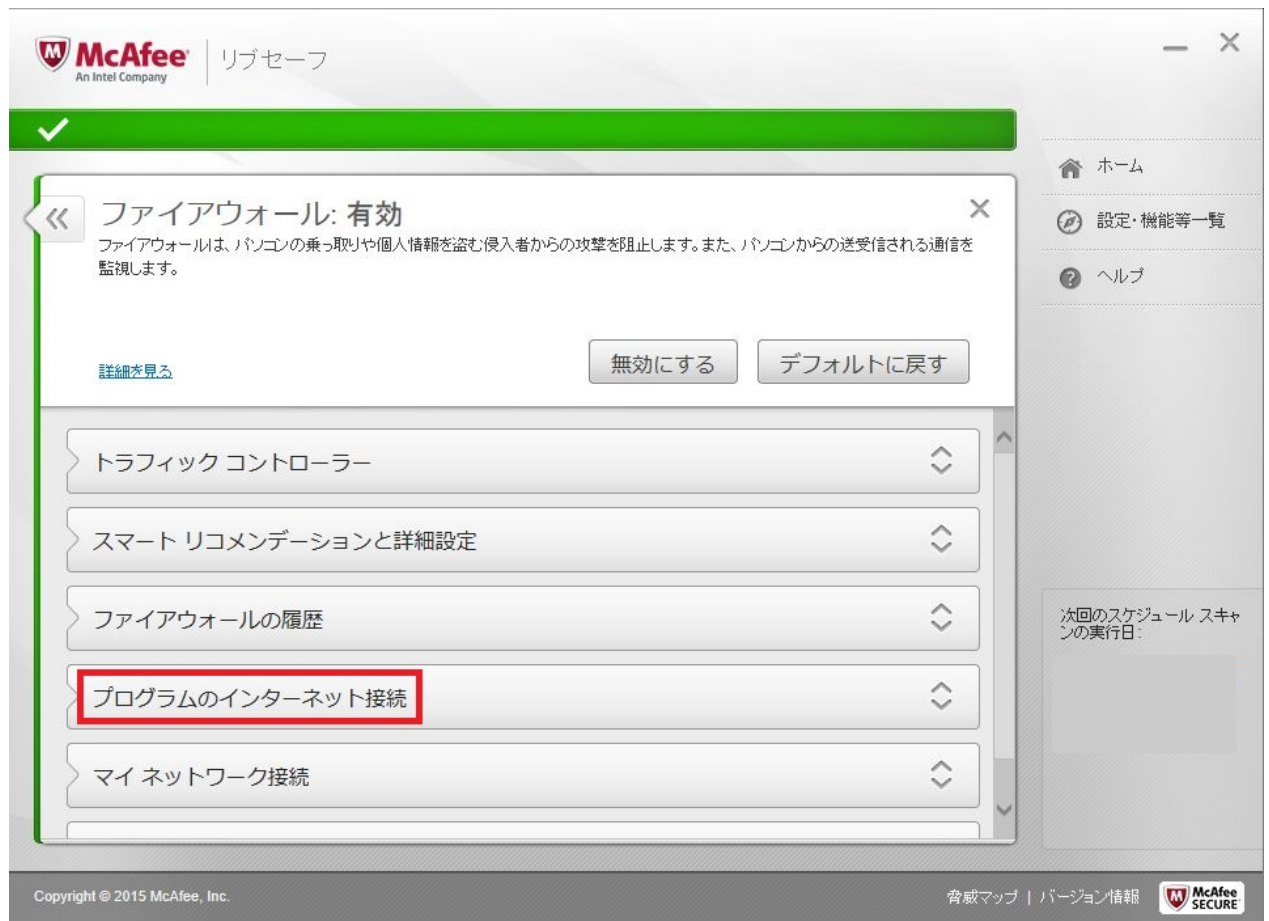 McAfee
An Intel Company
リブセーフ
ホーム
設定・機能等一覧
ヘルプ
ファイアウォール: 有効
ファイアウォールは、パソコンの乗っ取りや個人情報を盗む侵入者からの攻撃を阻止します。また、パソコンからの送受信される通信を
監視します。
詳細を見る
無効にする
デフォルトに戻す
トラフィック コントローラー
スマート リコメンデーションと詳細設定
ファイアウォールの履歴
プログラムのインターネット接続
マイ ネットワーク接続
次回のスケジュール スキャ
ンの実行日:
Copyright © 2015 McAfee, Inc.
脅威マップ | バージョン情報
McAfee
SECURE